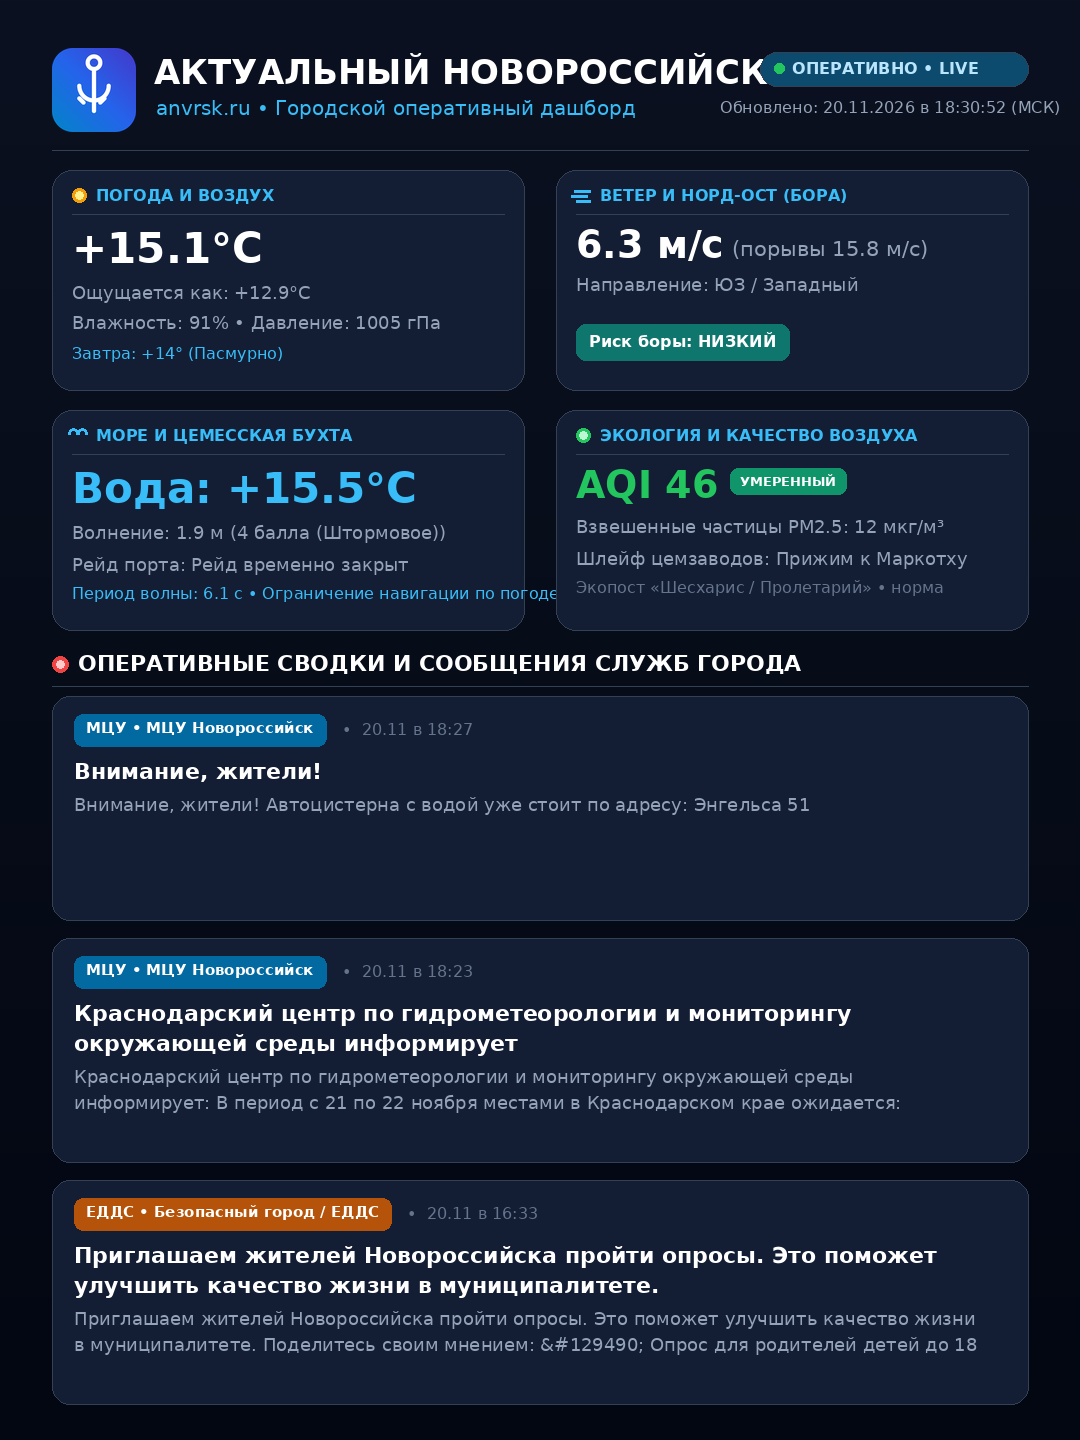 АКТУАЛЬНЫЙ НОВОРОССИЙСК
ОПЕРАТИВНО • LIVE
anvrsk.ru • Городской оперативный дашборд
Обновлено: 20.11.2026 в 18:30:52 (МСК)
ПОГОДА И ВОЗДУХ
+15.1°C
Ощущается как: +12.9°C
Влажность: 91% • Давление: 1005 гПа
Завтра: +14° (Пасмурно)
ВЕТЕР И НОРД-ОСТ (БОРА)
6.3 м/с (порывы 15.8 м/с)
Направление: ЮЗ / Западный
Риск боры: НИЗКИЙ
МОРЕ И ЦЕМЕССКАЯ БУХТА
Вода: +15.5°C
Волнение: 1.9 м (4 балла (Штормовое))
Рейд порта: Рейд временно закрыт
Период волны: 6.1 с • Ограничение навигации по погоде
ЭКОЛОГИЯ И КАЧЕСТВО ВОЗДУХА
AQI 46 УМЕРЕННЫЙ
Взвешенные частицы PM2.5: 12 мкг/м³
Шлейф цемзаводов: Прижим к Маркотху
Экопост «Шесхарис / Пролетарий» • норма
ОПЕРАТИВНЫЕ СВОДКИ И СООБЩЕНИЯ СЛУЖБ ГОРОДА
МЦУ • МЦУ Новороссийск • 20.11 в 18:27
Внимание, жители!
Внимание, жители! Автоцистерна с водой уже стоит по адресу: Энгельса 51
МЦУ • МЦУ Новороссийск • 20.11 в 18:23
Краснодарский центр по гидрометеорологии и мониторингу
окружающей среды информирует
Краснодарский центр по гидрометеорологии и мониторингу окружающей среды
информирует: В период с 21 по 22 ноября местами в Краснодарском крае ожидается:
ЕДДС • Безопасный город / ЕДДС • 20.11 в 16:33
Приглашаем жителей Новороссийска пройти опросы. Это поможет
улучшить качество жизни в муниципалитете.
Приглашаем жителей Новороссийска пройти опросы. Это поможет улучшить качество жизни
в муниципалитете. Поделитесь своим мнением: &#129490; Опрос для родителей детей до 18